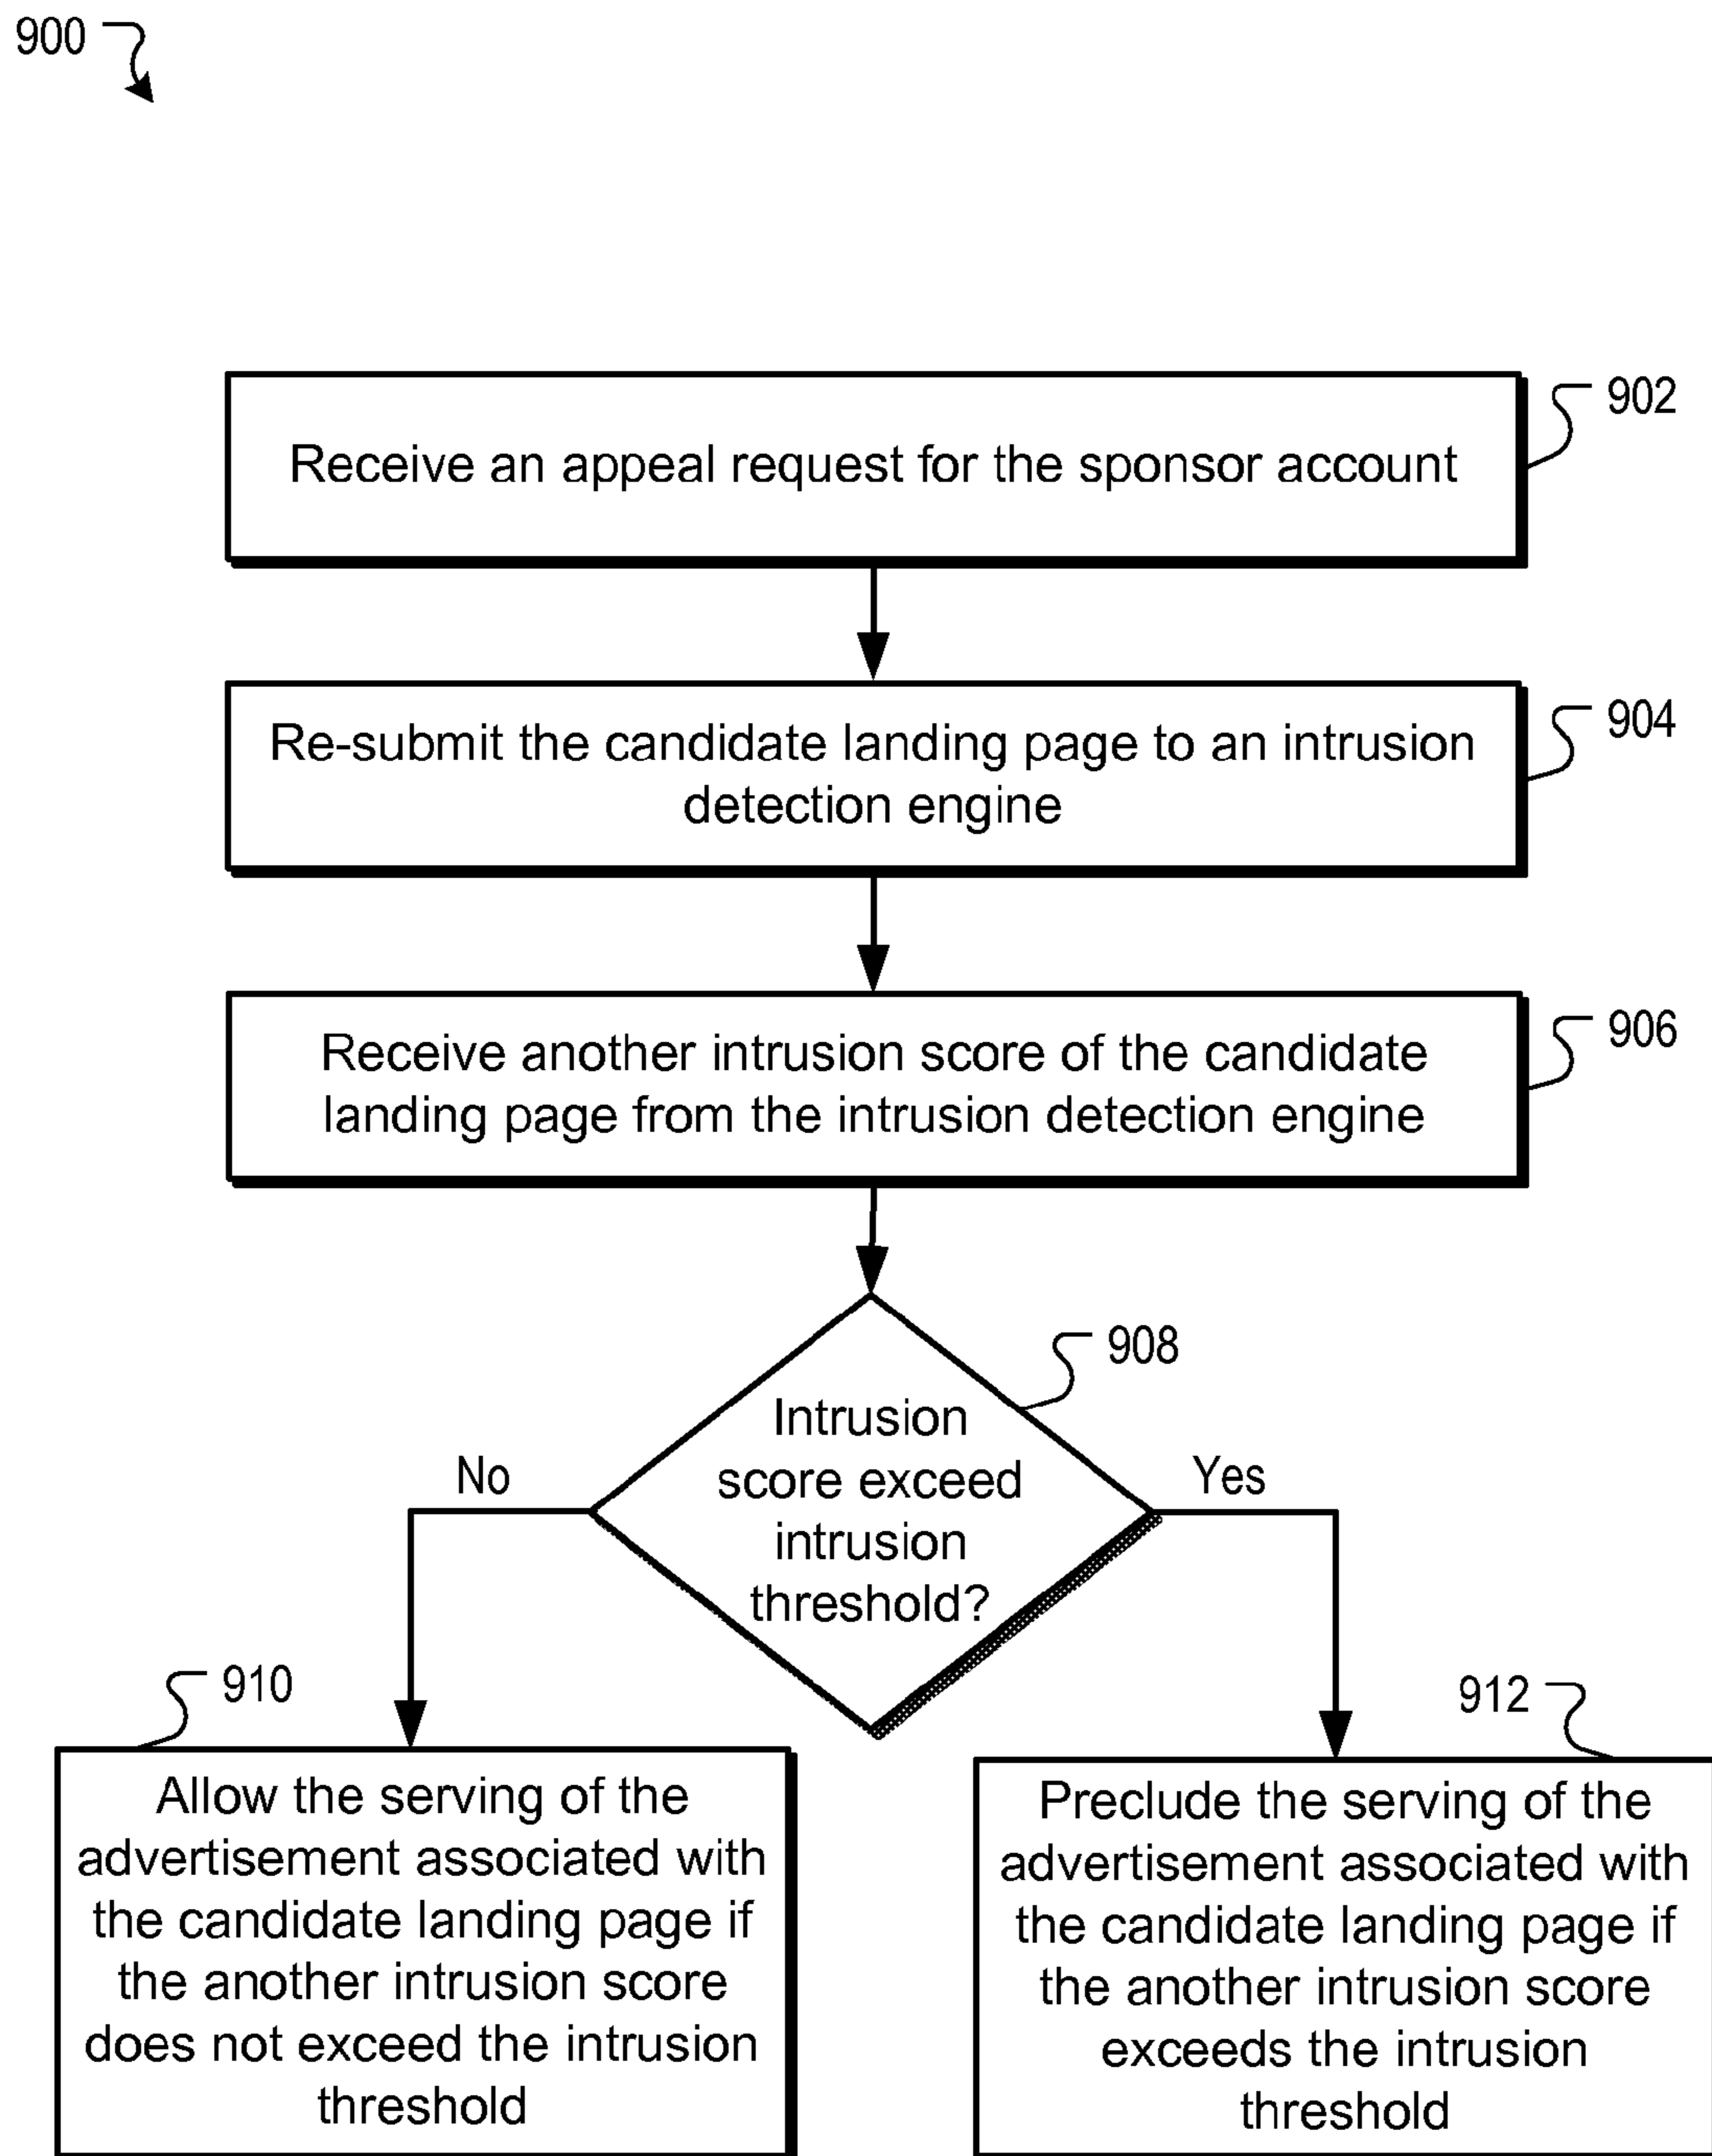 900
Receive an appeal request for the sponsor account
902
Re-submit the candidate landing page to an intrusion
detection engine
904
Receive another intrusion score of the candidate
landing page from the intrusion detection engine
906
Intrusion
score exceed
intrusion
threshold?
908
No
Yes
910
Allow the serving of the
advertisement associated with
the candidate landing page if
the another intrusion score
does not exceed the intrusion
threshold
912
Preclude the serving of the
advertisement associated with
the candidate landing page if
the another intrusion score
exceeds the intrusion
threshold